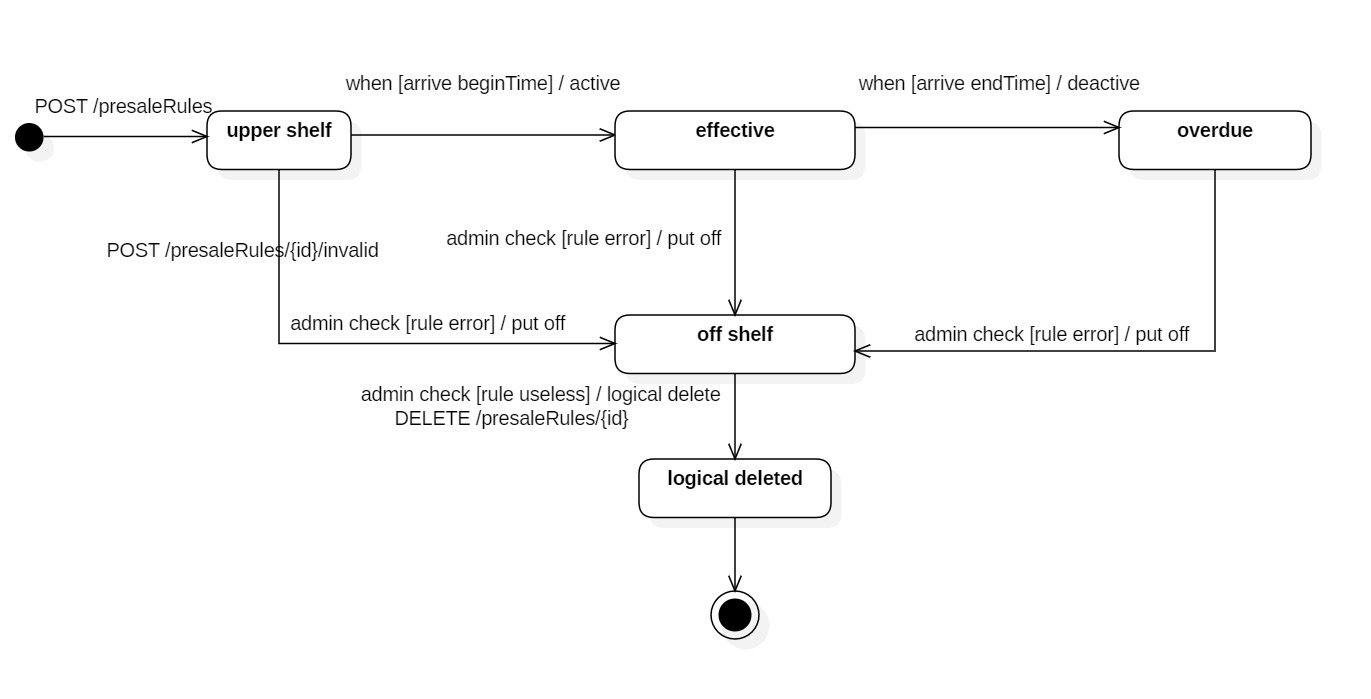 when [arrive beginTime] / active
when [arrive endTime] / deactive
POST /presaleRules
upper shelf
effective
overdue
POST /presaleRules/{id}/invalid
admin check [rule error] / put off
admin check [rule error] / put off
off shelf
admin check [rule error] / put off
admin check [rule useless] / logical delete
DELETE /presaleRules/{id}
logical deleted